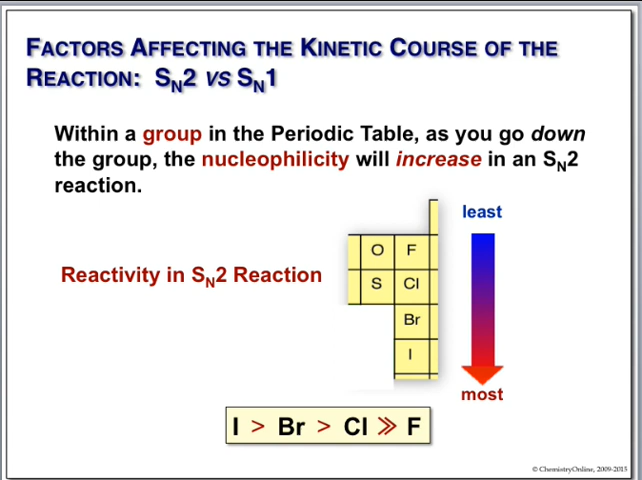 FACTORS AFFECTING THE KINETIC COURSE OF THE
REACTION: SN2 VS SN1
Within a group in the Periodic Table, as you go down
the group, the nucleophilicity will increase in an SN2
reaction.
least
O F
Reactivity in SN2 Reaction
S Cl
Br
I
most
I > Br > Cl ≫ F
© ChemistryOnline, 2009-2015